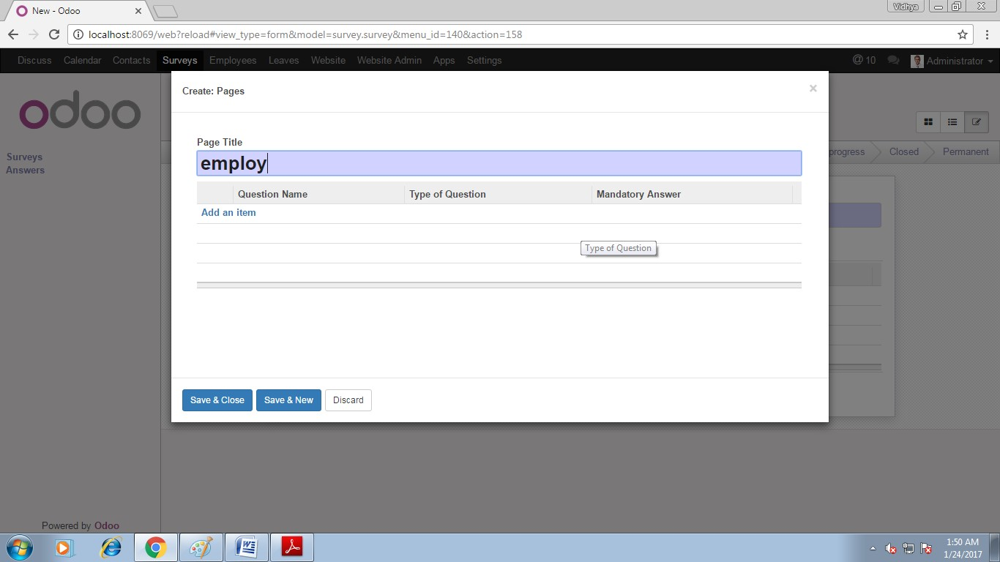 New - Odoo
Vidhya
localhost:8069/web?reload#view_type=form&model=survey.survey&menu_id=140&action=158
Discuss Calendar Contacts Surveys Employees Leaves Website Website Admin Apps Settings @ 10 Administrator
odoo
Surveys
Answers
Create: Pages
×
Page Title
employ
Question Name Type of Question Mandatory Answer
Add an item
Type of Question
progress Closed Permanent
Save & Close Save & New Discard
Powered by Odoo
1:50 AM
1/24/2017